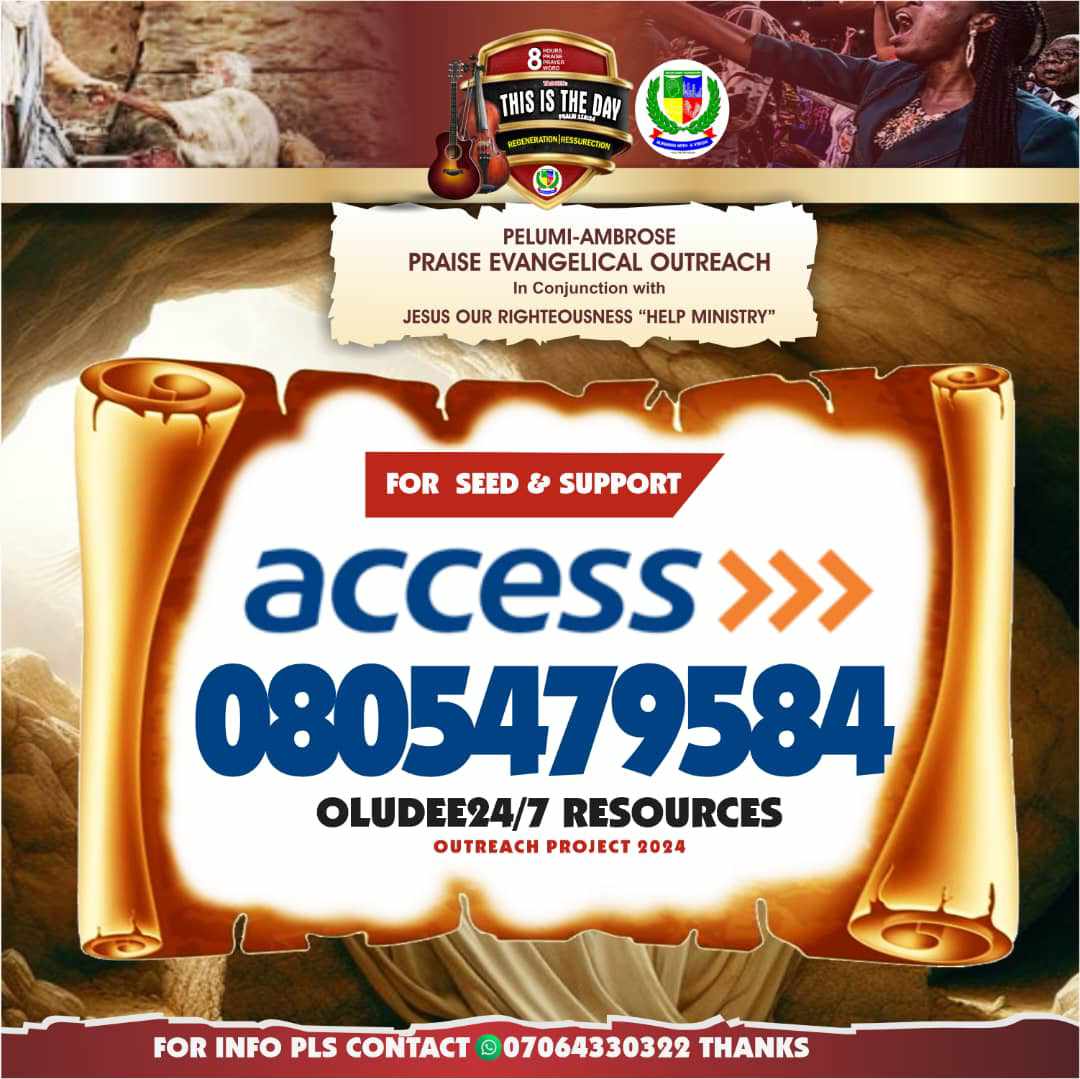 8 HOURS
PRAISE
PRAYER
WORD
THIS IS THE DAY
REGENERATION|RESSURECTION
PELUMI-AMBROSE
PRAISE EVANGELICAL OUTREACH
In Conjunction with
JESUS OUR RIGHTEOUSNESS “HELP MINISTRY”
FOR SEED & SUPPORT
access
0805479584
OLUDEE24/7 RESOURCES
OUTREACH PROJECT 2024
FOR INFO PLS CONTACT 07064330322 THANKS